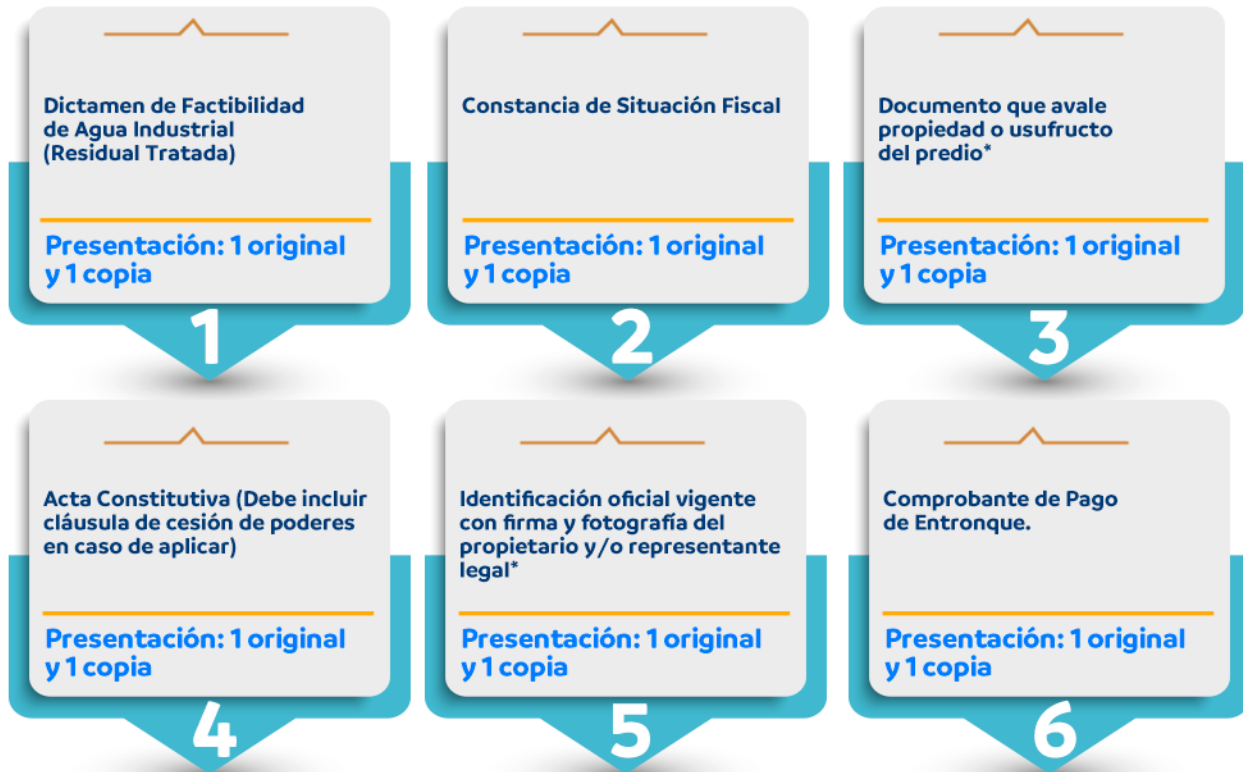 Dictamen de Factibilidad
de Agua Industrial
(Residual Tratada)
Presentación: 1 original
y 1 copia
1
Constancia de Situación Fiscal
Presentación: 1 original
y 1 copia
2
Documento que avale
propiedad o usufructo
del predio*
Presentación: 1 original
y 1 copia
3
Acta Constitutiva (Debe incluir
cláusula de cesión de poderes
en caso de aplicar)
Presentación: 1 original
y 1 copia
4
Identificación oficial vigente
con firma y fotografía del
propietario y/o representante
legal*
Presentación: 1 original
y 1 copia
5
Comprobante de Pago
de Entronque.
Presentación: 1 original
y 1 copia
6